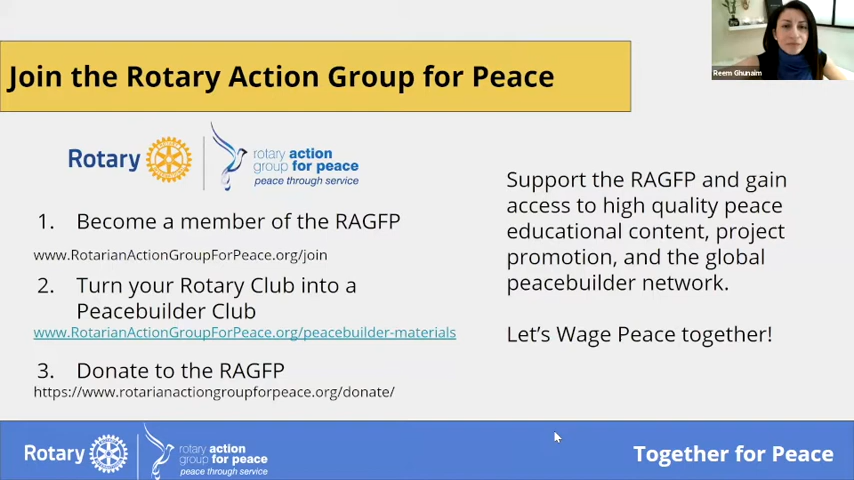 Join the Rotary Action Group for Peace
Reem Ghunaim
Rotary
rotary action
group for peace
peace through service
1. Become a member of the RAGFP
www.RotarianActionGroupForPeace.org/join
2. Turn your Rotary Club into a
Peacebuilder Club
www.RotarianActionGroupForPeace.org/peacebuilder-materials
3. Donate to the RAGFP
https://www.rotarianactiongroupforpeace.org/donate/
Support the RAGFP and gain
access to high quality peace
educational content, project
promotion, and the global
peacebuilder network.
Let's Wage Peace together!
Rotary
rotary action
group for peace
peace through service
Together for Peace